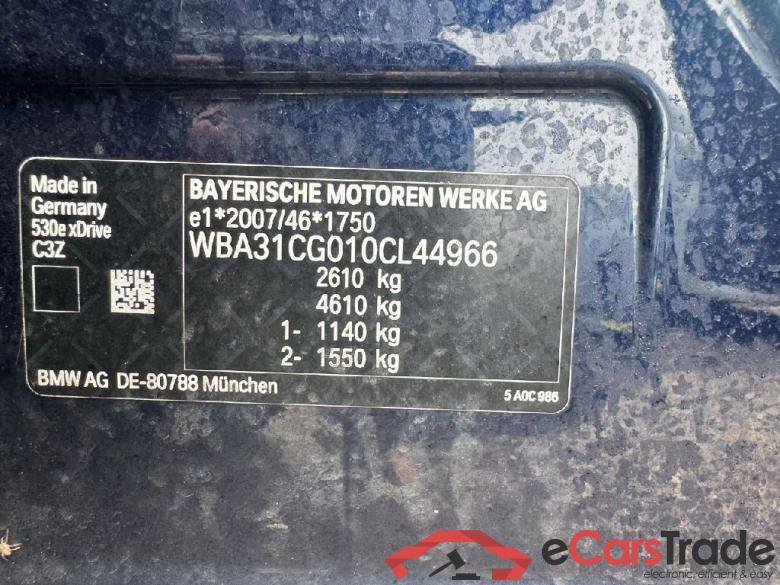 Made in
Germany
530e xDrive
C3Z
BAYERISCHE MOTOREN WERKE AG
e1*2007/46*1750
WBA31CG010CL44966
2610 kg
4610 kg
1- 1140 kg
2- 1550 kg
BMW AG DE-80788 München
5 A0C 986
eCarsTrade
electronic, efficient & easy